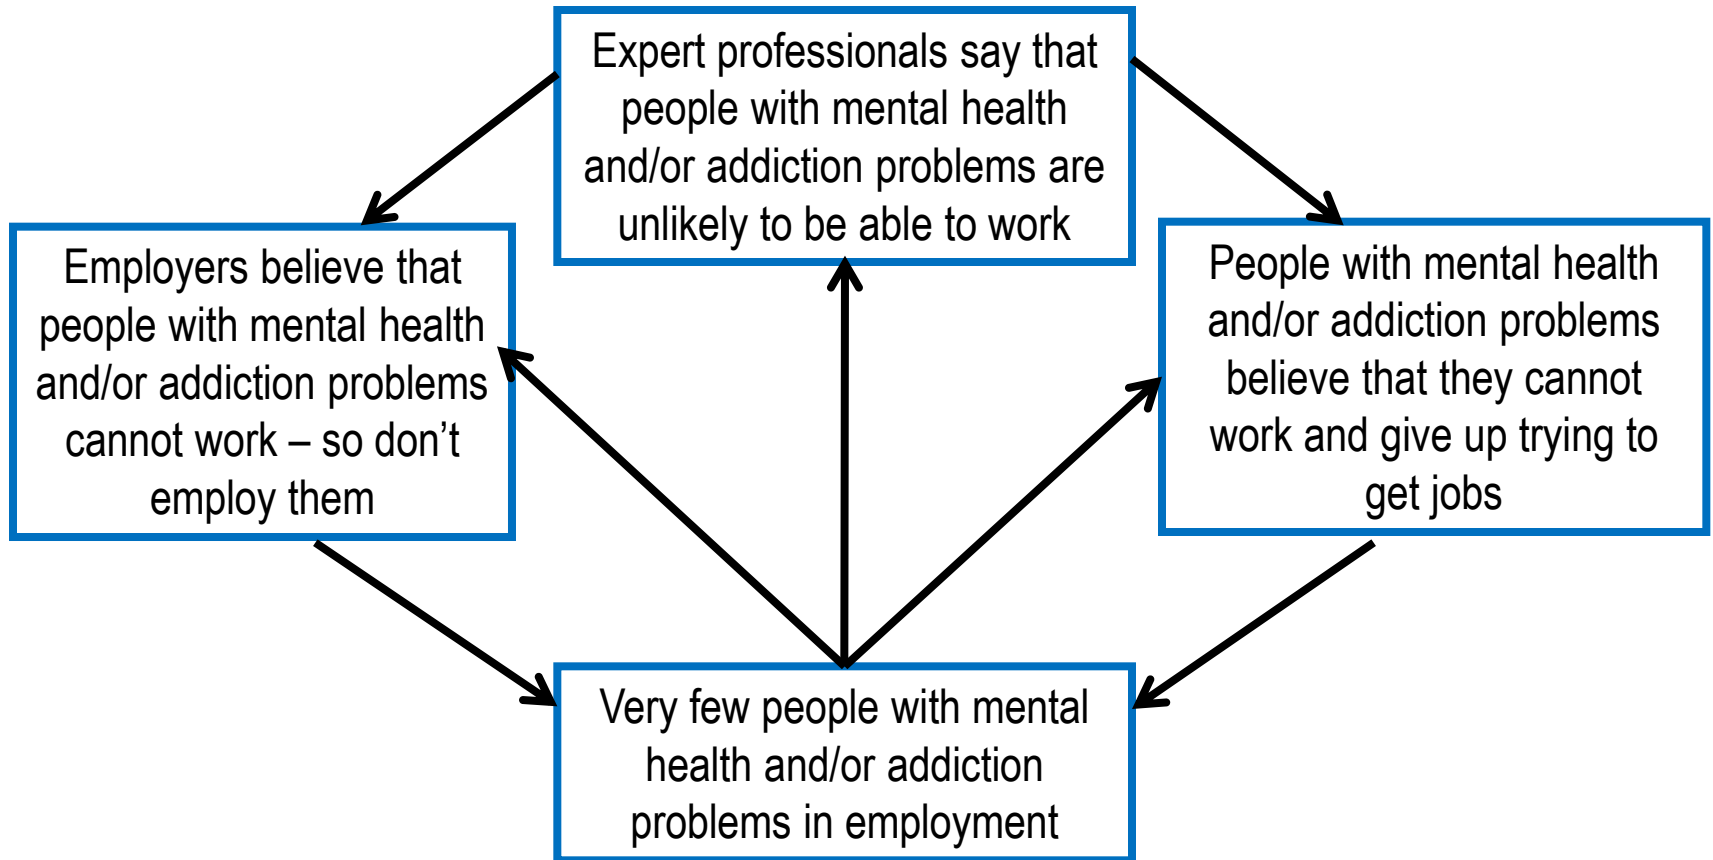 Expert professionals say that
people with mental health
and/or addiction problems are
unlikely to be able to work
Employers believe that
people with mental health
and/or addiction problems
cannot work – so don’t
employ them
People with mental health
and/or addiction problems
believe that they cannot
work and give up trying to
get jobs
Very few people with mental
health and/or addiction
problems in employment